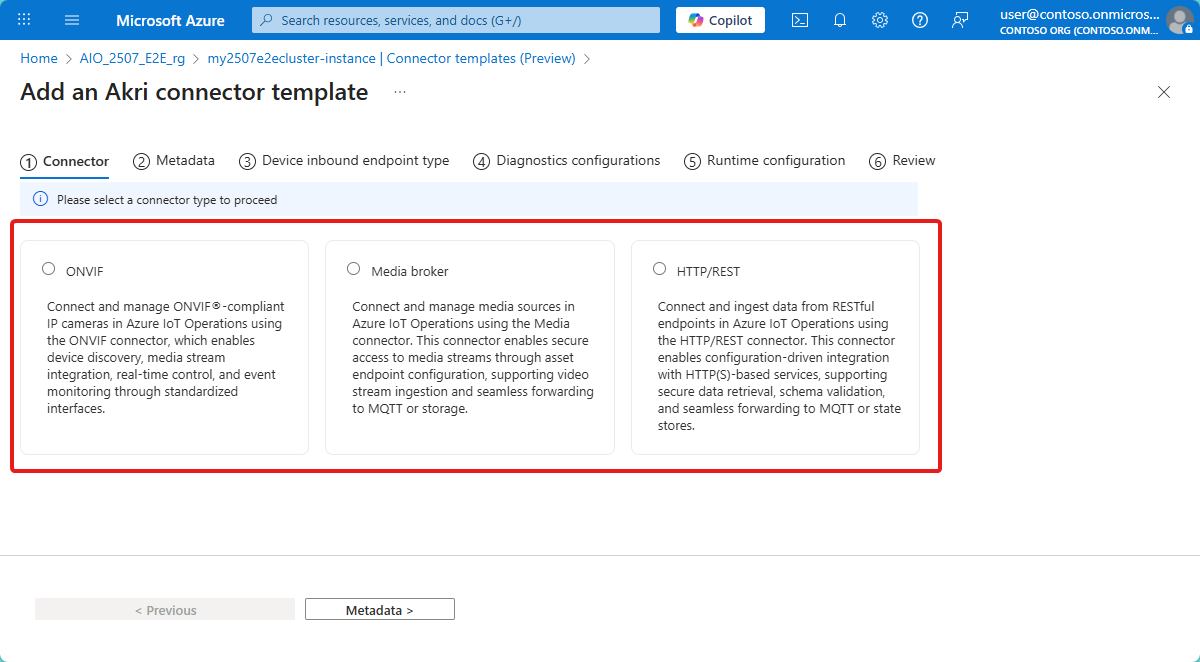 Microsoft Azure
Search resources, services, and docs (G+/)
Copilot
user@contoso.onmicros...
CONTOSO ORG (CONTOSO.ONM...
Home > AIO_2507_E2E_rg > my2507e2ecluster-instance | Connector templates (Preview) >
Add an Akri connector template ...
1 Connector
2 Metadata
3 Device inbound endpoint type
4 Diagnostics configurations
5 Runtime configuration
6 Review
Please select a connector type to proceed
ONVIF
Connect and manage ONVIF®-compliant
IP cameras in Azure IoT Operations using
the ONVIF connector, which enables
device discovery, media stream
integration, real-time control, and event
monitoring through standardized
interfaces.
Media broker
Connect and manage media sources in
Azure IoT Operations using the Media
connector. This connector enables secure
access to media streams through asset
endpoint configuration, supporting video
stream ingestion and seamless forwarding
to MQTT or storage.
HTTP/REST
Connect and ingest data from RESTful
endpoints in Azure IoT Operations using
the HTTP/REST connector. This connector
enables configuration-driven integration
with HTTP(S)-based services, supporting
secure data retrieval, schema validation,
and seamless forwarding to MQTT or state
stores.
< Previous
Metadata >